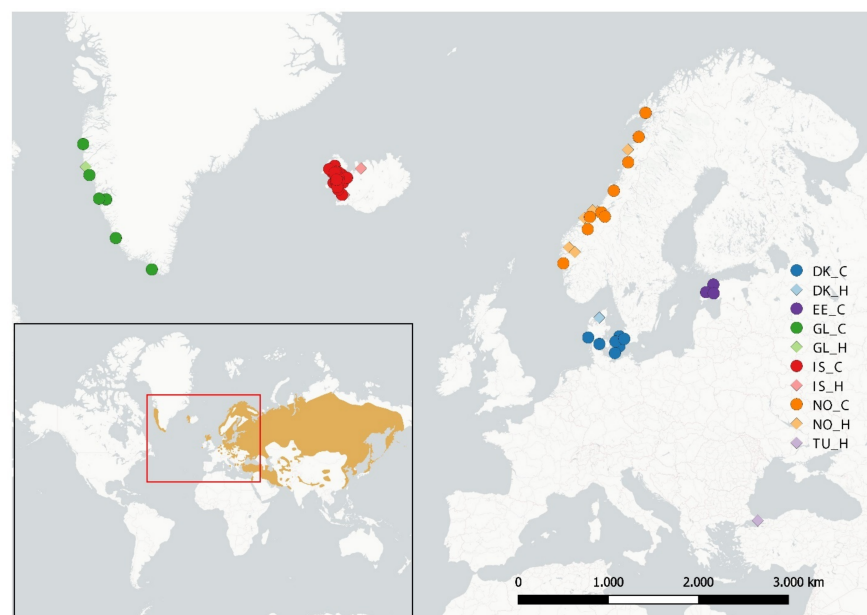 DK_C
DK_H
EE_C
GL_C
GL_H
IS_C
IS_H
NO_C
NO_H
TU_H
0 1.000 2.000 3.000 km